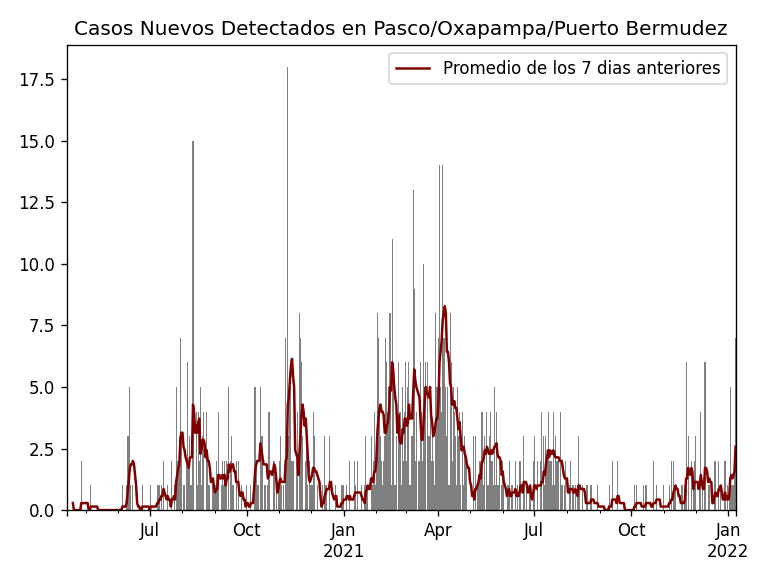 Casos Nuevos Detectados en Pasco/Oxapampa/Puerto Bermudez
Promedio de los 7 dias anteriores
17.5
15.0
12.5
10.0
7.5
5.0
2.5
0.0
Jul
Oct
Jan
2021
Apr
Jul
Oct
Jan
2022